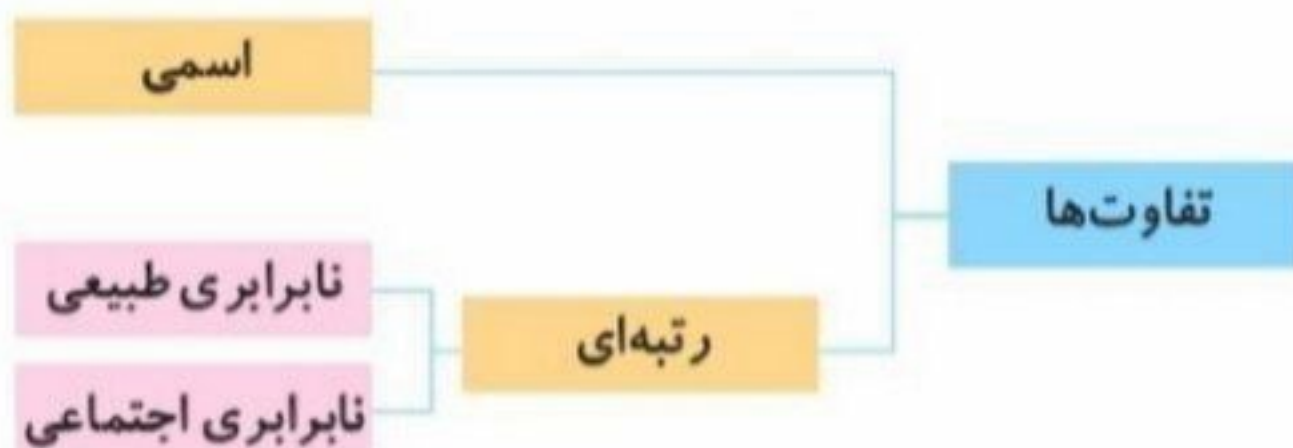 تفاوت‌ها
اسمی
رتبه‌ای
نابرابری طبیعی
نابرابری اجتماعی